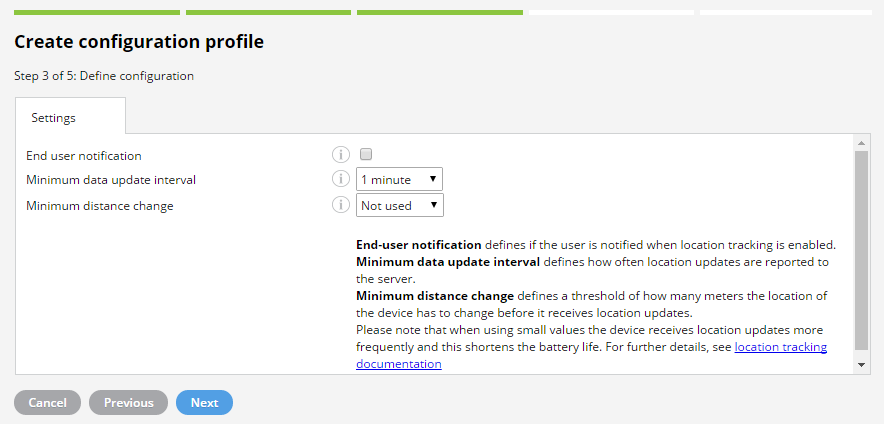 Create configuration profile
Step 3 of 5: Define configuration
Settings
End user notification
Minimum data update interval
1 minute
Minimum distance change
Not used
End-user notification defines if the user is notified when location tracking is enabled.
Minimum data update interval defines how often location updates are reported to
the server.
Minimum distance change defines a threshold of how many meters the location of
the device has to change before it receives location updates.
Please note that when using small values the device receives location updates more
frequently and this shortens the battery life. For further details, see location tracking
documentation
Cancel
Previous
Next